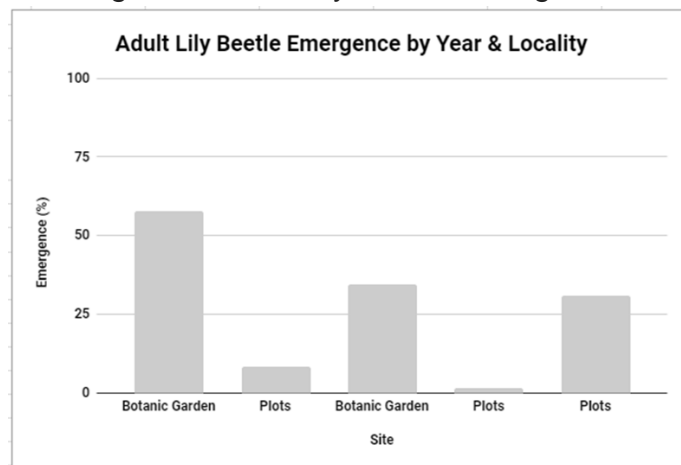 Adult Lily Beetle Emergence by Year & Locality
100
75
50
25
0
Emergence (%)
Botanic Garden Plots Botanic Garden Plots Plots
Site